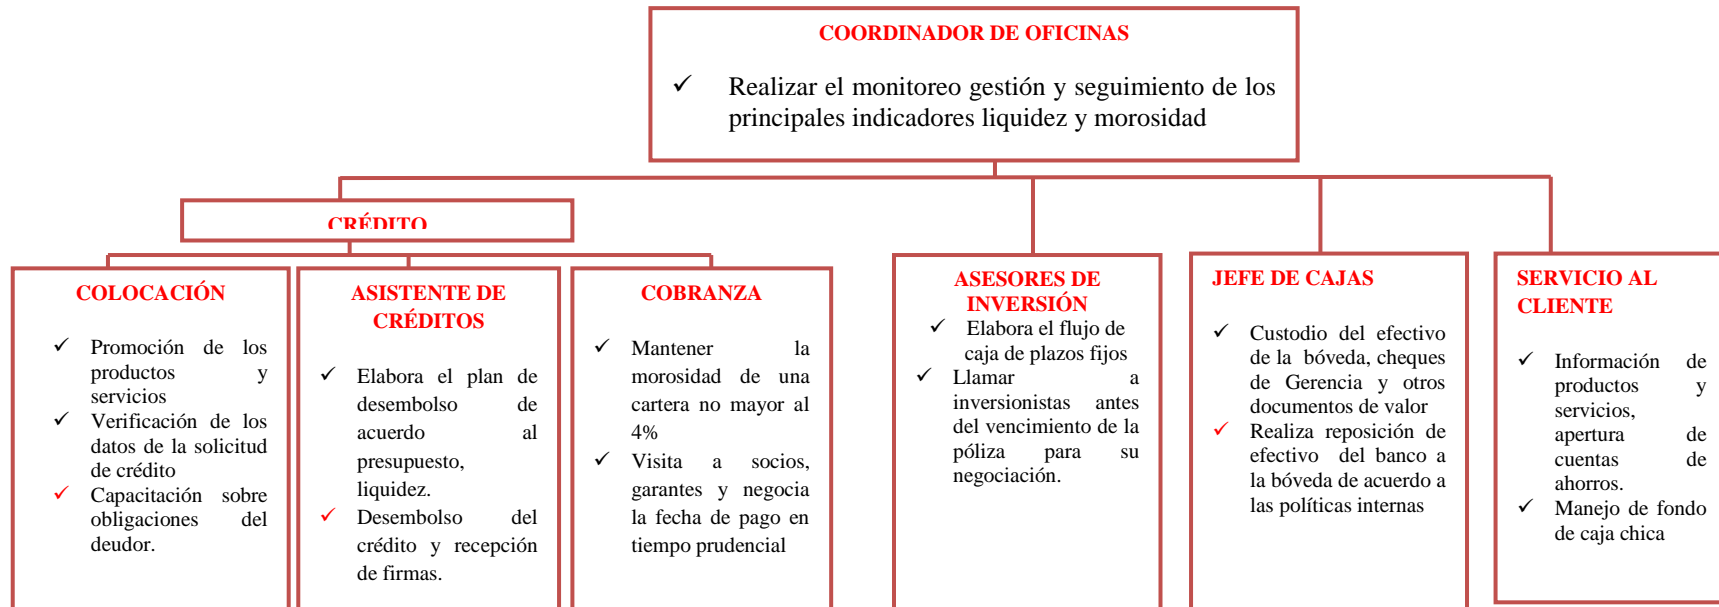 COORDINADOR DE OFICINAS
✓ Realizar el monitoreo gestión y seguimiento de los
principales indicadores liquidez y morosidad
CRÉDITO
COLOCACIÓN
✓ Promoción de los
productos y
servicios
✓ Verificación de los
datos de la solicitud
de crédito
✓ Capacitación sobre
obligaciones del
deudor.
ASISTENTE DE
CRÉDITOS
✓ Elabora el plan de
desembolso de
acuerdo al
presupuesto,
liquidez.
✓ Desembolso del
crédito y recepción
de firmas.
COBRANZA
✓ Mantener la
morosidad de una
cartera no mayor al
4%
✓ Visita a socios,
garantes y negocia
la fecha de pago en
tiempo prudencial
ASESORES DE
INVERSIÓN
✓ Elabora el flujo de
caja de plazos fijos
✓ Llamar a
inversionistas antes
del vencimiento de la
póliza para su
negociación.
JEFE DE CAJAS
✓ Custodio del efectivo
de la bóveda, cheques
de Gerencia y otros
documentos de valor
✓ Realiza reposición de
efectivo del banco a
la bóveda de acuerdo a
las políticas internas
SERVICIO AL
CLIENTE
✓ Información de
productos y
servicios,
apertura de
cuentas de
ahorros.
✓ Manejo de fondo
de caja chica